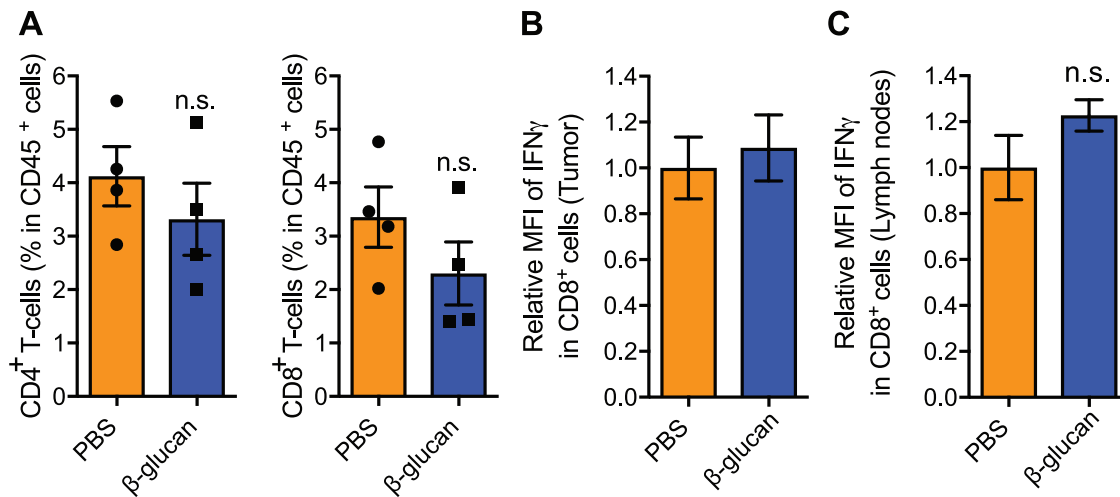 A
CD4+ T-cells (% in CD45 + cells)
6
5
4
3
2
1
0
n.s.
PBS
β-glucan
CD8+ T-cells (% in CD45 + cells)
6
5
4
3
2
1
0
n.s.
PBS
β-glucan
B
Relative MFI of IFNγ
in CD8+ cells (Tumor)
1.4
1.2
1.0
0.8
0.6
0.4
0.2
0.0
PBS
β-glucan
C
Relative MFI of IFNγ
in CD8+ cells (Lymph nodes)
1.4
1.2
1.0
0.8
0.6
0.4
0.2
0.0
n.s.
PBS
β-glucan